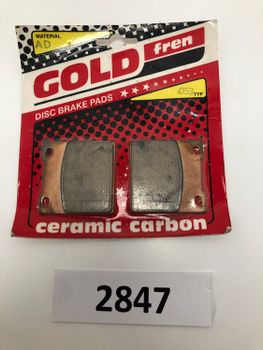 MATERIAL
AD
GOLD fren
DISC BRAKE PADS
053 TYP
ceramic carbon
2847